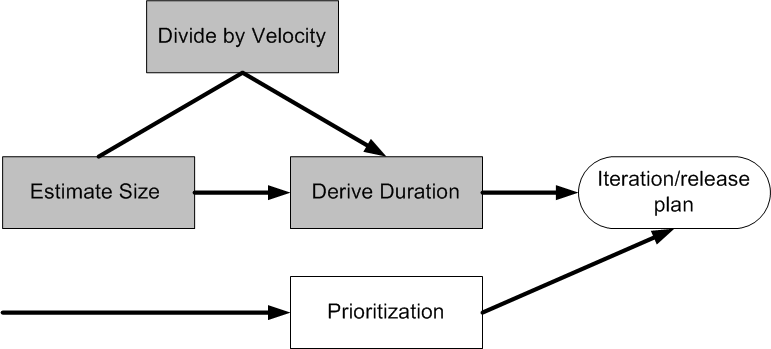 Divide by Velocity
Estimate Size
Derive Duration
Iteration/release
plan
Prioritization